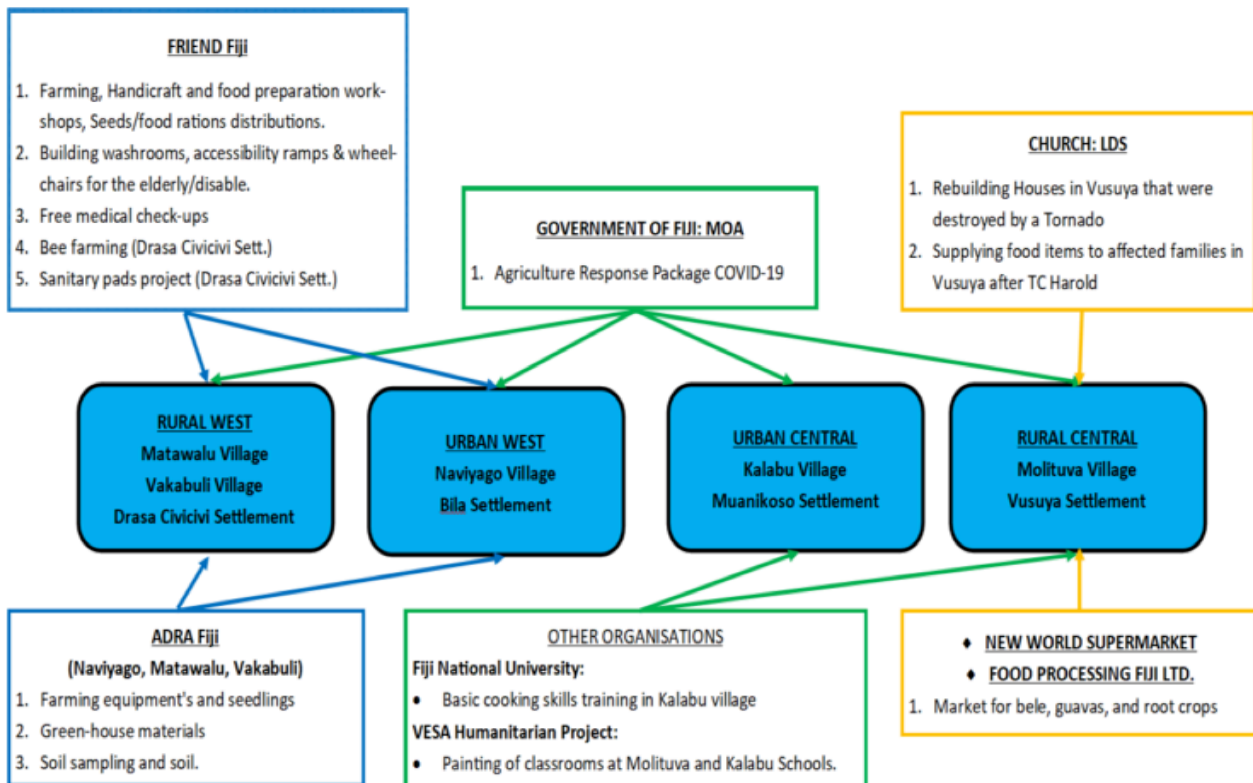 FRIEND Fiji
1. Farming, Handicraft and food preparation work-
shops, Seeds/food rations distributions.
2. Building washrooms, accessibility ramps & wheel-
chairs for the elderly/disable.
3. Free medical check-ups
4. Bee farming (Drasa Civicivi Sett.)
5. Sanitary pads project (Drasa Civicivi Sett.)
GOVERNMENT OF FIJI: MOA
1. Agriculture Response Package COVID-19
CHURCH: LDS
1. Rebuilding Houses in Vusuya that were
destroyed by a Tornado
2. Supplying food items to affected families in
Vusuya after TC Harold
RURAL WEST
Matawalu Village
Vakabuli Village
Drasa Civicivi Settlement
URBAN WEST
Naviyago Village
Bila Settlement
URBAN CENTRAL
Kalabu Village
Muanikoso Settlement
RURAL CENTRAL
Molituva Village
Vusuya Settlement
ADRA Fiji
(Naviyago, Matawalu, Vakabuli)
1. Farming equipment's and seedlings
2. Green-house materials
3. Soil sampling and soil.
OTHER ORGANISATIONS
Fiji National University:
• Basic cooking skills training in Kalabu village
VESA Humanitarian Project:
• Painting of classrooms at Molituva and Kalabu Schools.
♦ NEW WORLD SUPERMARKET
♦ FOOD PROCESSING FIJI LTD.
1. Market for bele, guavas, and root crops